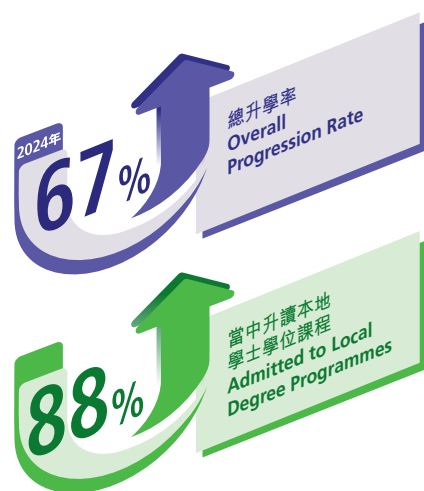 2024年
67%
總升學率
Overall
Progression Rate
88%
當中升讀本地
學士學位課程
Admitted to Local
Degree Programmes